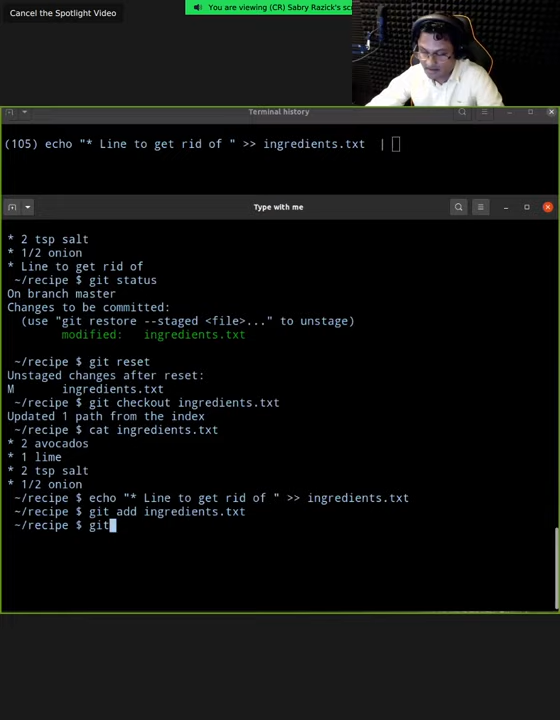 Cancel the Spotlight Video
You are viewing (CR) Sabry Razick's sc
Terminal history
(105) echo "* Line to get rid of " >> ingredients.txt  |
Type with me
* 2 tsp salt
* 1/2 onion
* Line to get rid of
~/recipe $ git status
On branch master
Changes to be committed:
(use "git restore --staged <file>..." to unstage)
modified:   ingredients.txt
~/recipe $ git reset
Unstaged changes after reset:
M       ingredients.txt
~/recipe $ git checkout ingredients.txt
Updated 1 path from the index
~/recipe $ cat ingredients.txt
* 2 avocados
* 1 lime
* 2 tsp salt
* 1/2 onion
~/recipe $ echo "* Line to get rid of " >> ingredients.txt
~/recipe $ git add ingredients.txt
~/recipe $ git